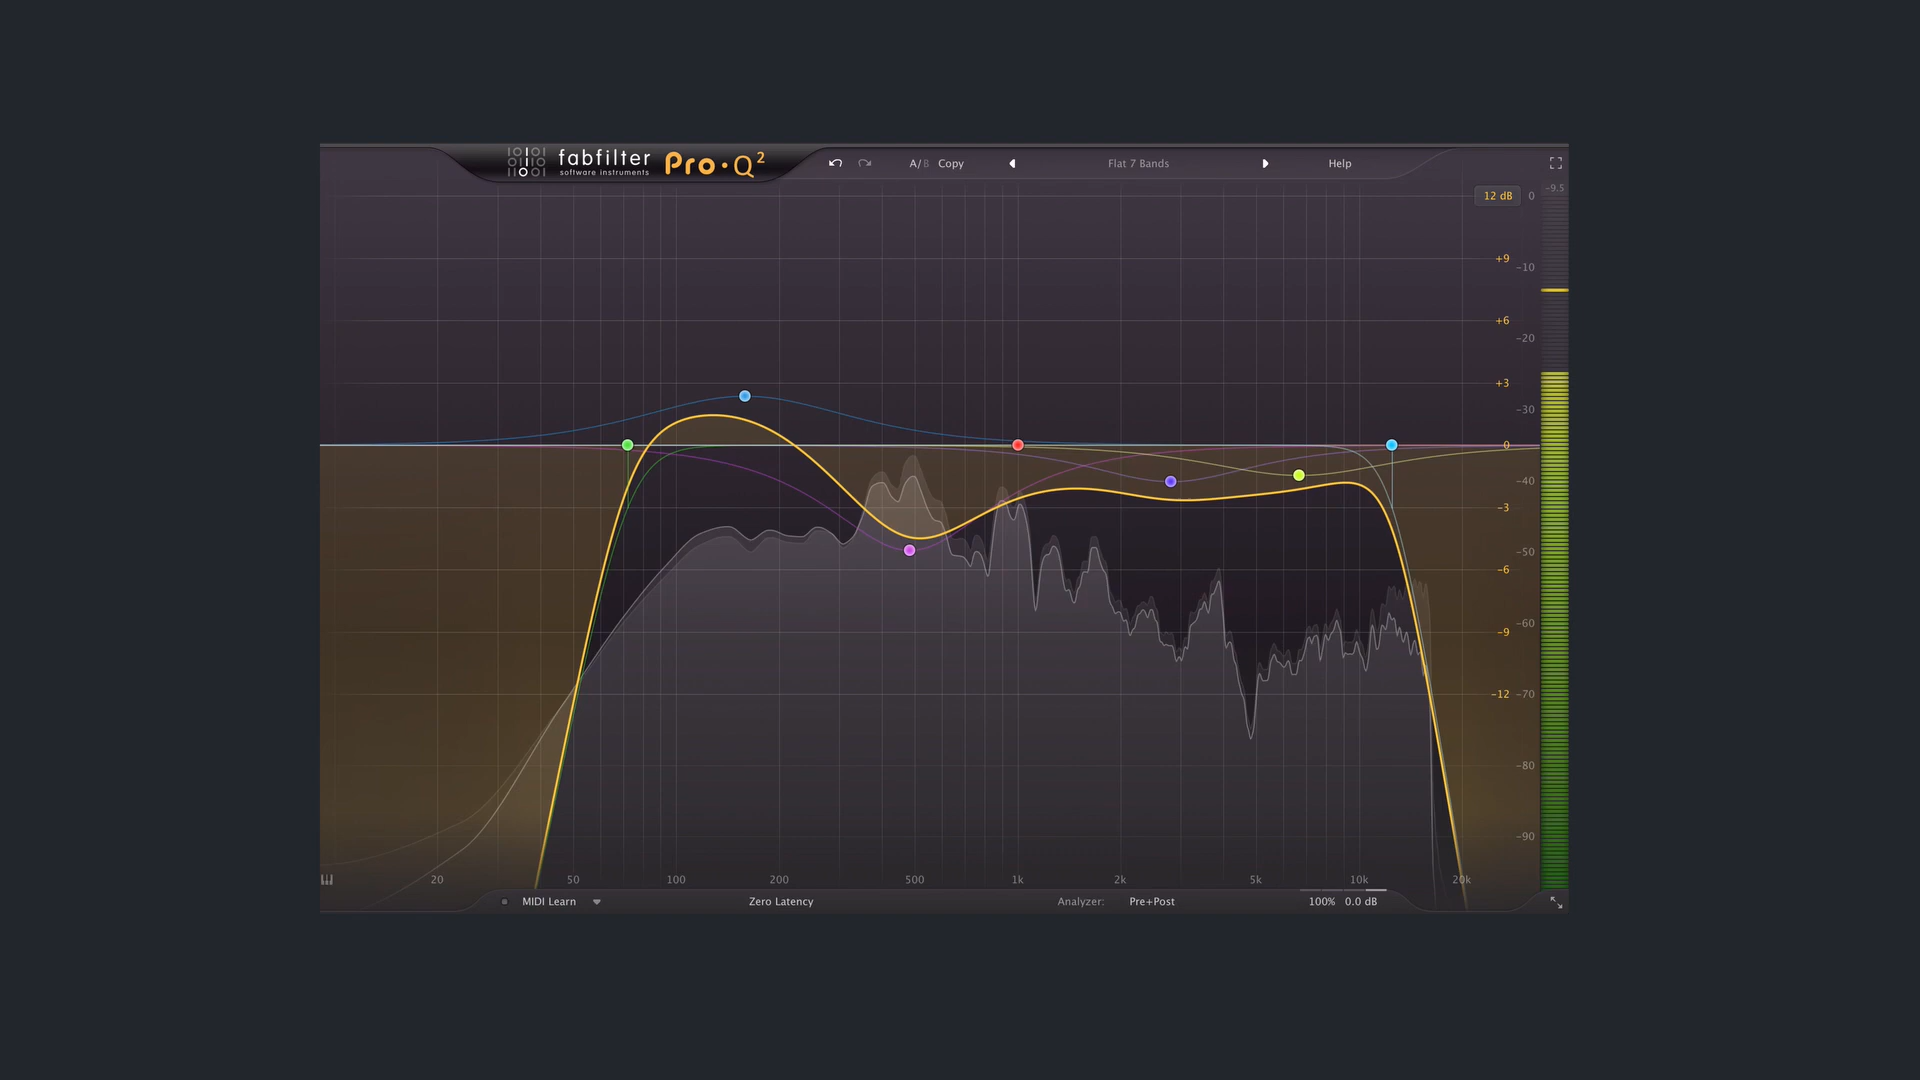 fabfilter Pro·Q²
software instruments
A/B Copy Flat 7 Bands Help
-9.5
12 dB 0
+9
-10
+6
-20
+3
-30
0
-40
-3
-50
-6
-60
-9
-12 -70
-80
-90
20 50 100 200 500 1k 2k 5k 10k 20k
MIDI Learn Zero Latency Analyzer: Pre+Post 100% 0.0 dB